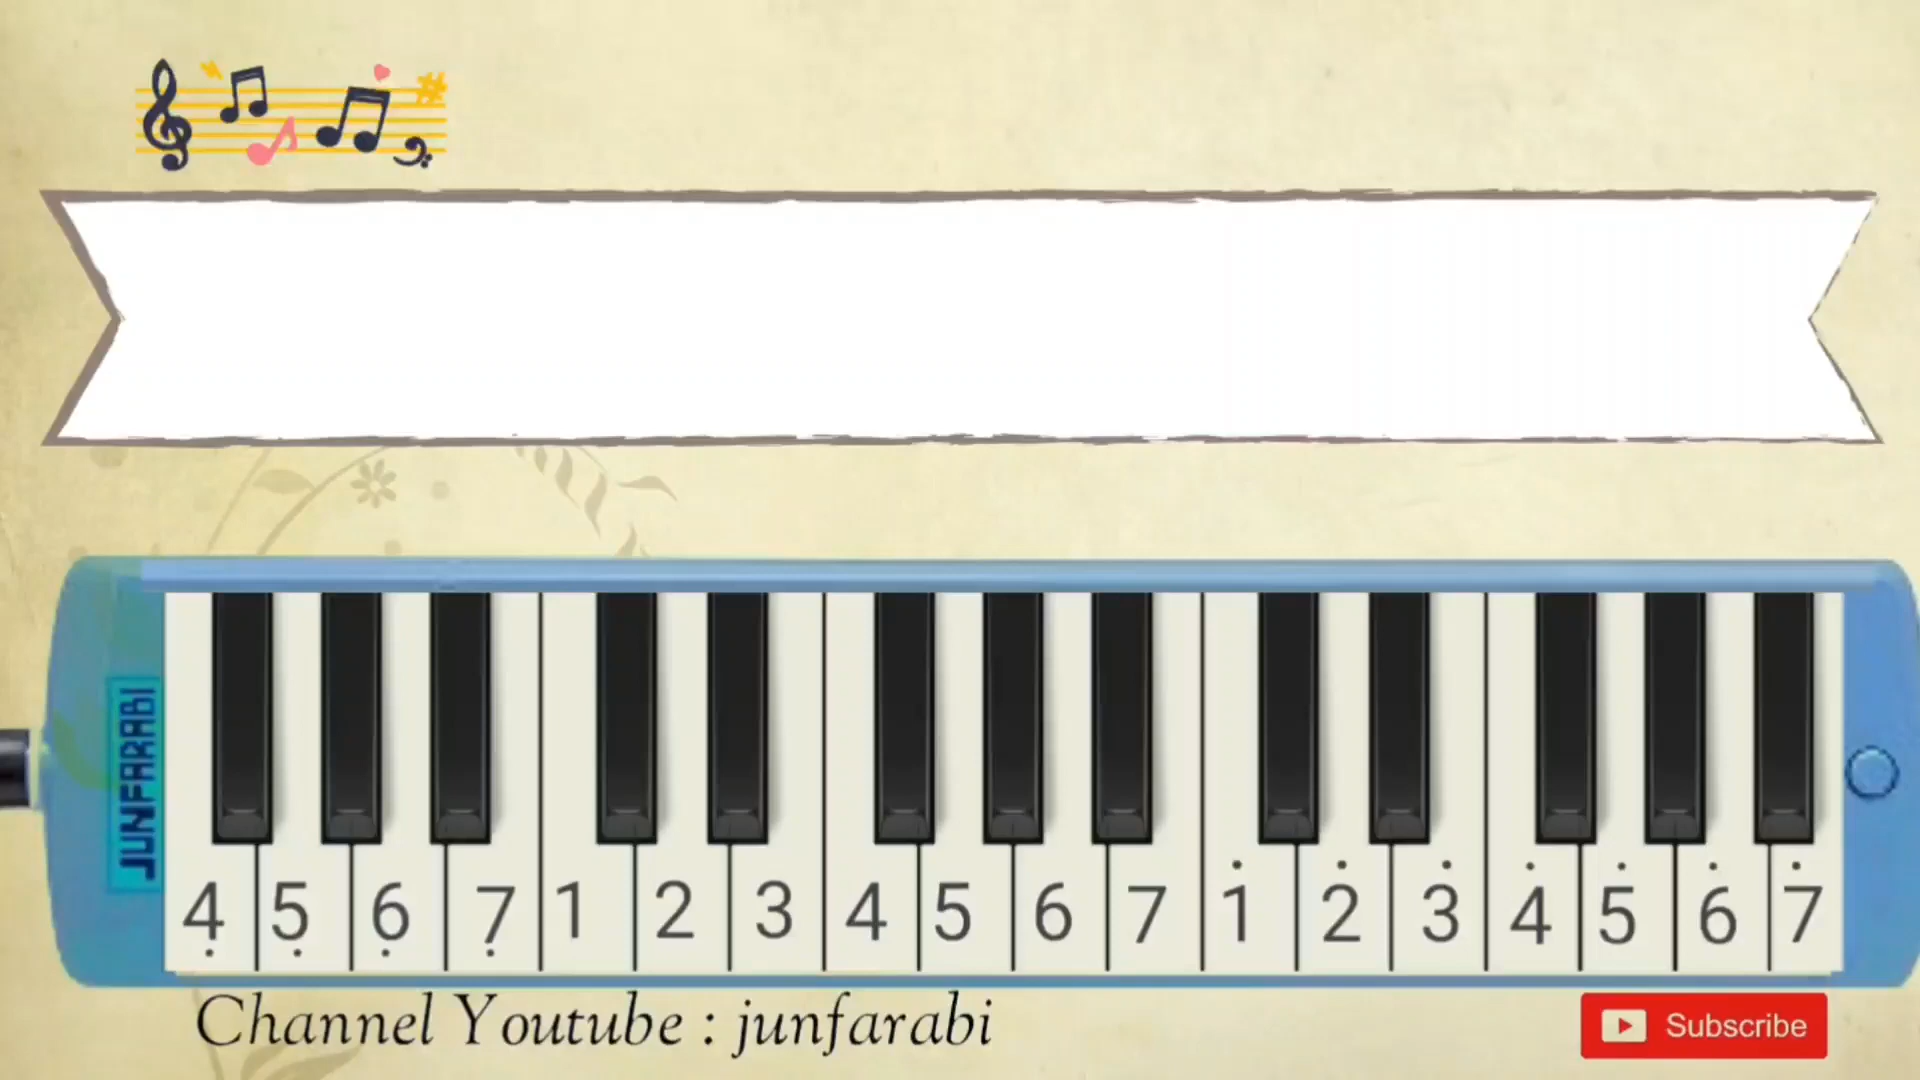 JUNFARABI
4̣ 5̣ 6̣ 7̣ 1 2 3 4 5 6 7 1̇ 2̇ 3̇ 4̇ 5̇ 6̇ 7̇
Channel Youtube : junfarabi
Subscribe